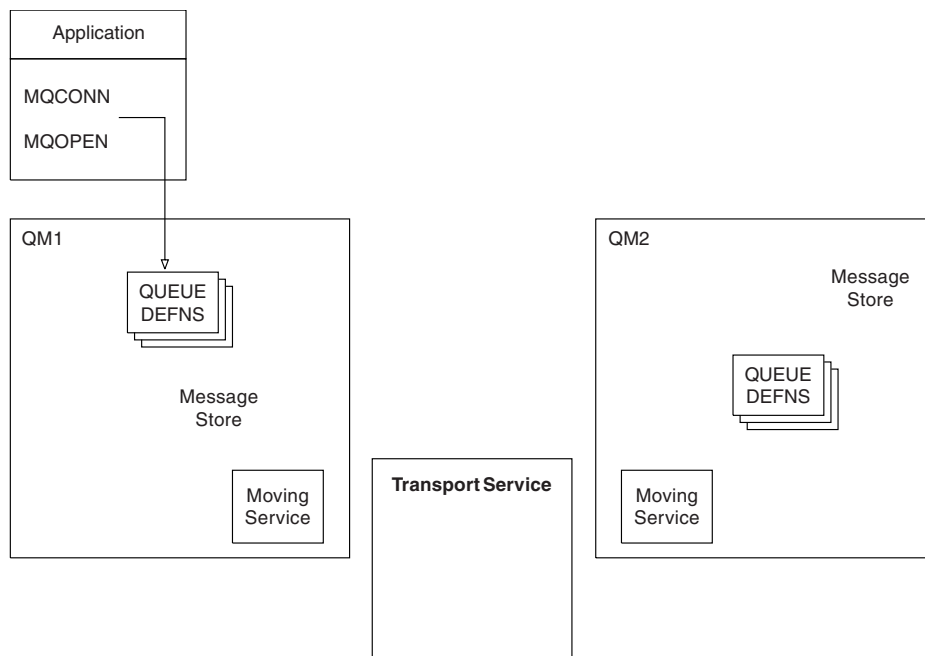 Application
MQCONN
MQOPEN
QM1
QUEUE
DEFNS
Message
Store
Moving
Service
Transport Service
QM2
Message
Store
QUEUE
DEFNS
Moving
Service